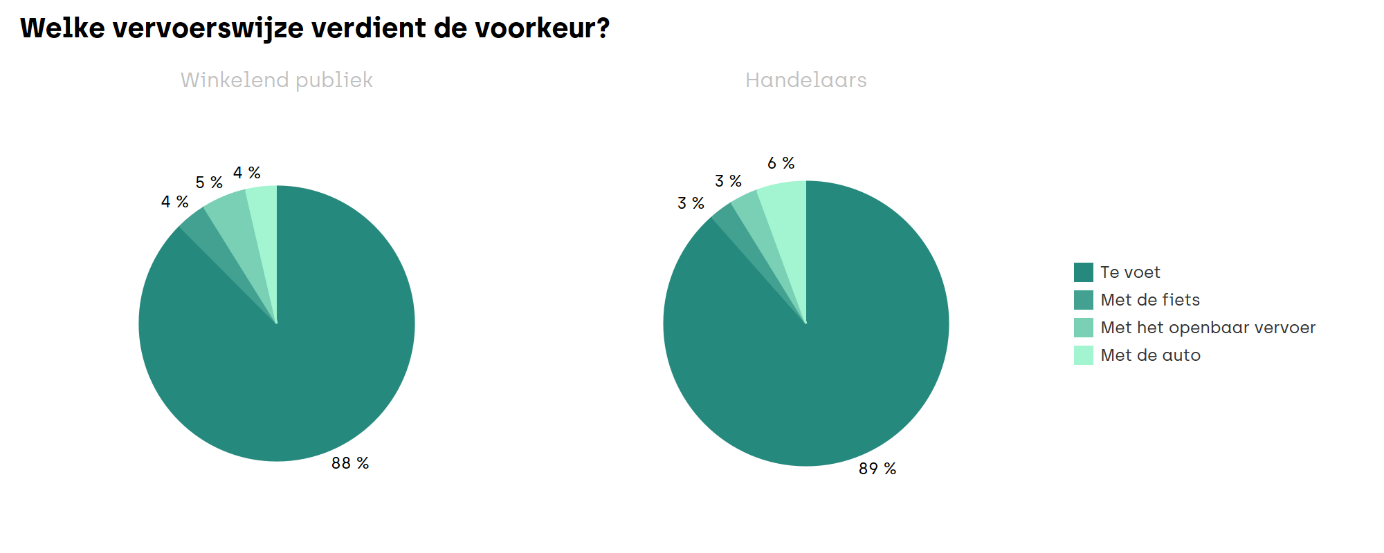 Welke vervoerswijze verdient de voorkeur?
Winkelend publiek
4 %
5 %
4 %
88 %
Handelaars
3 %
3 %
6 %
89 %
Te voet
Met de fiets
Met het openbaar vervoer
Met de auto